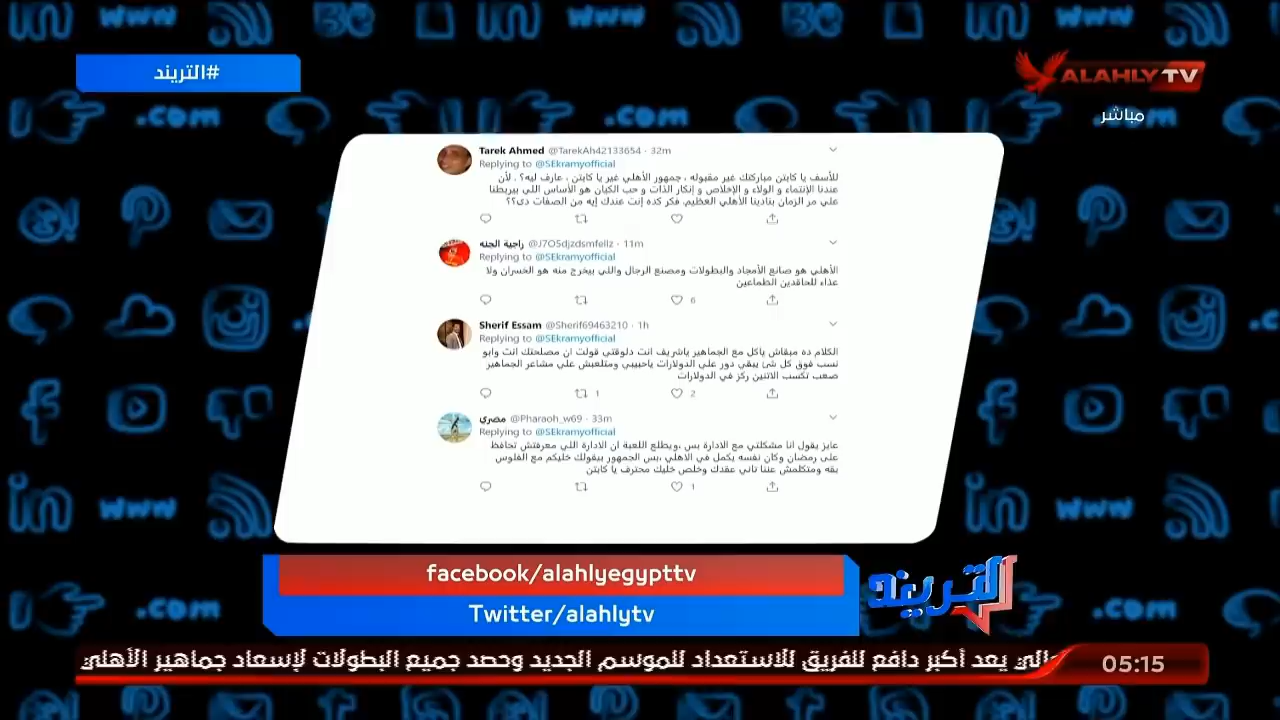 #التريند
ALAHLY TV
مباشر
Tarek Ahmed @TarekAh42133654 · 32m
Replying to @SEkramyofficial
للأسف يا كابتن مباركتك غير مقبوله ، جمهور الأهلي غير يا كابتن ، عارف ليه؟ ، لأن
عندنا الإنتماء و الولاء و الإخلاص و إنكار الذات و حب الكيان هو الأساس اللي بيربطنا
علي مر الزمان بنادينا الأهلي العظيم. فكر كده إنت عندك إيه من الصفات دي؟؟
راجية الجنه @J7O5djzdsmfellz · 11m
Replying to @SEkramyofficial
الأهلي هو صانع الأمجاد والبطولات ومصنع الرجال واللي بيخرج منه هو الخسران ولا
عذاء للحاقدين الطماعين
6
Sherif Essam @Sherif69463210 · 1h
Replying to @SEkramyofficial
الكلام ده مبقاش ياكل مع الجماهير ياشريف انت دلوقتي قولت ان مصلحتك انت وابو
نسب فوق كل شئ يبقي دور علي الدولارات ياحبيبي ومتلعبش علي مشاعر الجماهير
صعب تكسب الاتنين ركز في الدولارات
1 2
مصري @Pharaoh_w69 · 33m
Replying to @SEkramyofficial
عايز يقول انا مشكلتي مع الادارة بس ،ويطلع اللعبة ان الادارة اللي معرفتش تحافظ
على رمضان وكان نفسه يكمل في الاهلي ،بس الجمهور بيقولك خليكم مع الفلوس
بقه ومتكلمش عننا تاني عقدك وخلص خليك محترف يا كابتن
1
facebook/alahlyegypttv
Twitter/alahlytv
التريند
يعد أكبر دافع للفريق للاستعداد للموسم الجديد وحصد جميع البطولات لإسعاد جماهير الأهلي
05:15